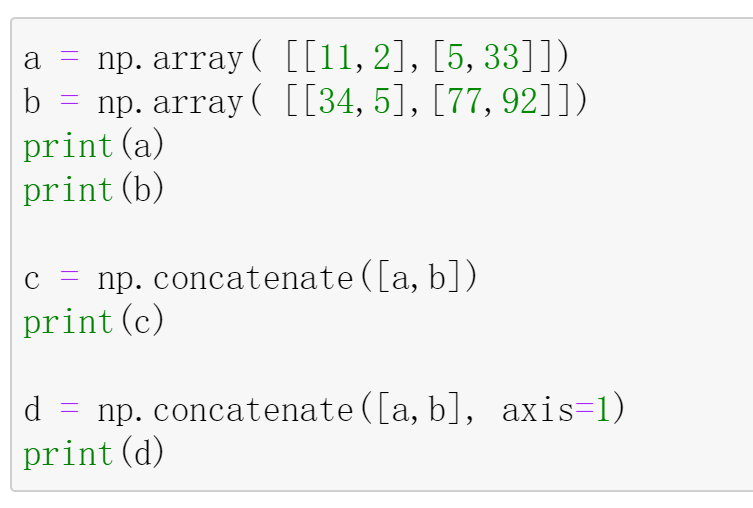 a = np.array( [[11,2],[5,33]])
b = np.array( [[34,5],[77,92]])
print(a)
print(b)
c = np.concatenate([a,b])
print(c)
d = np.concatenate([a,b], axis=1)
print(d)